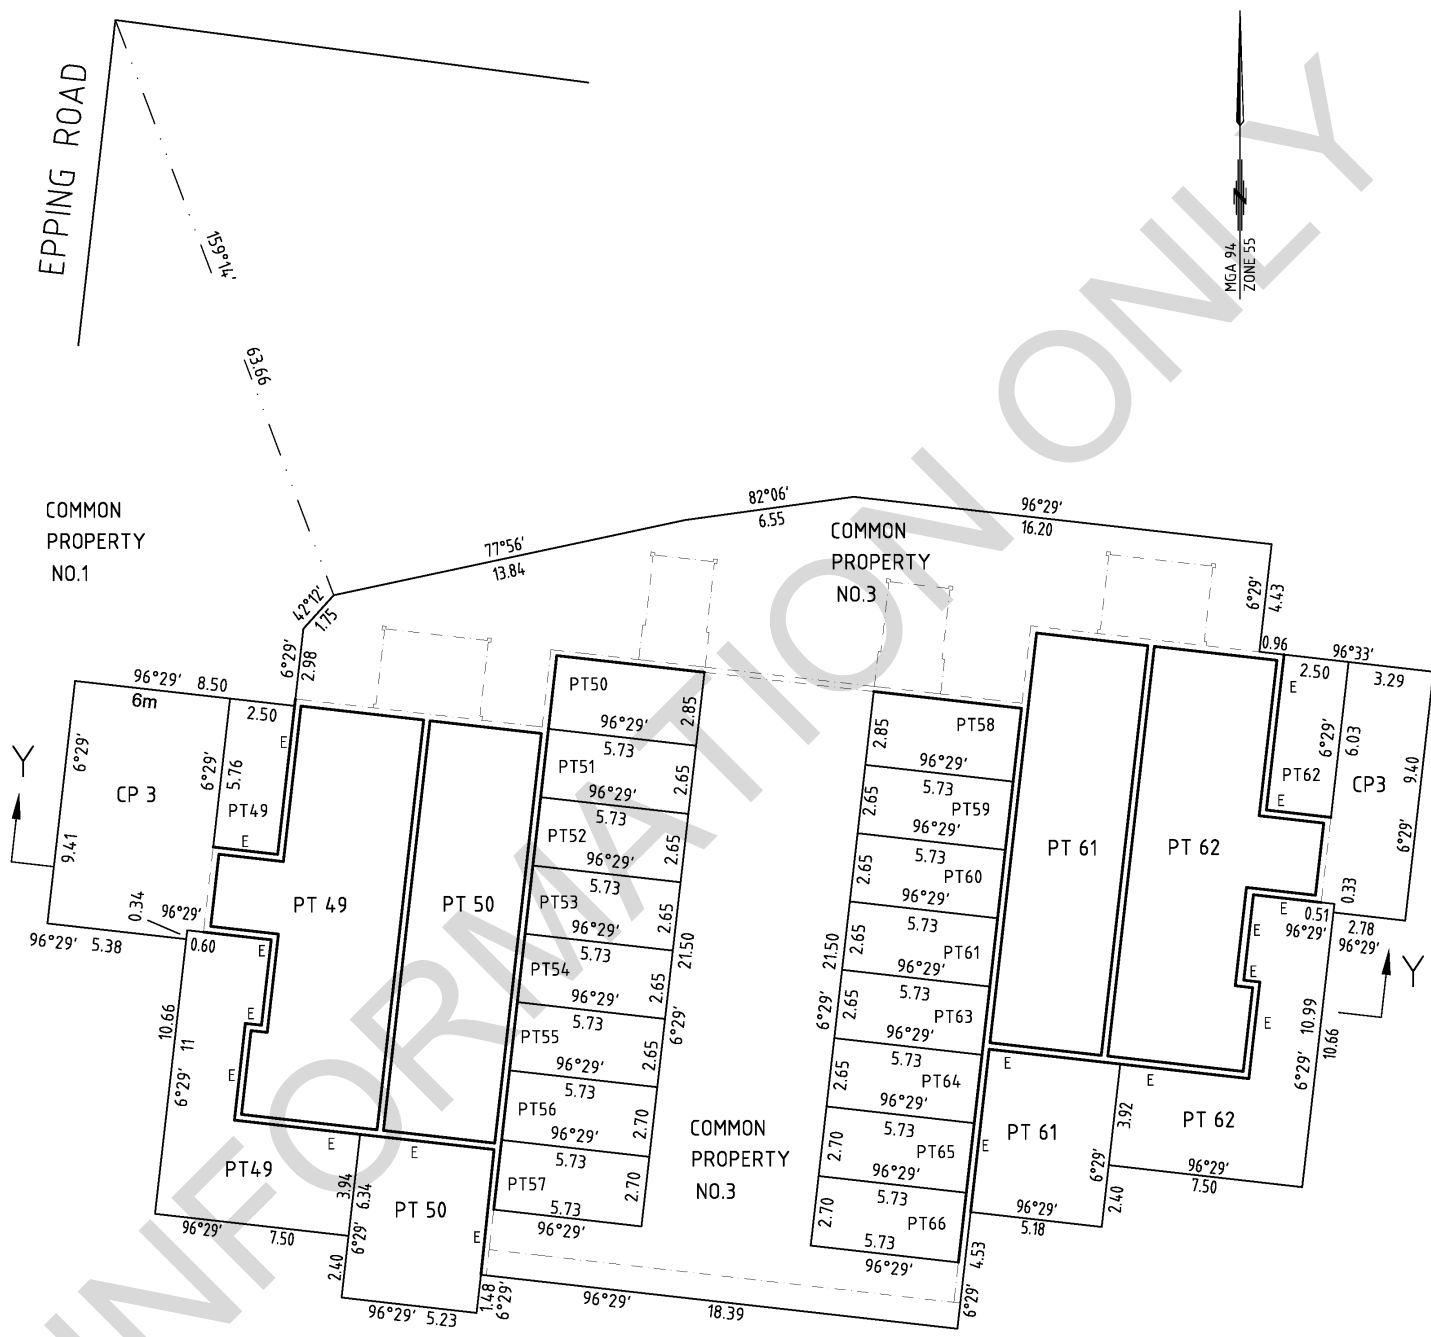 EPPING ROAD
159°14'
63.66
MGA 94
ZONE 55
INFORMATION ONLY
COMMON
PROPERTY
NO.1
42°12'
1.75
77°56'
13.84
82°06'
6.55
96°29'
16.20
COMMON
PROPERTY
NO.3
6°29'
4.43
6°29'
2.98
0.96
96°33'
2.50
3.29
96°29' 8.50
6m
2.50
6°29'
CP 3
9.41
Y
6°29'
5.76
PT49
E
E
0.34
96°29'
0.60
96°29' 5.38
PT 49
PT 50
E
E
E
10.66
11
6°29'
E
E
PT49
96°29'
7.50
3.94
6.34
6°29'
2.40
PT 50
E
96°29' 5.23
1.48
6°29'
PT50
2.85
96°29'
5.73
PT51
2.65
96°29'
5.73
PT52
2.65
96°29'
5.73
PT53
2.65
96°29'
5.73
PT54
2.65
96°29'
5.73
PT55
2.65
96°29'
5.73
PT56
2.70
96°29'
5.73
PT57
2.70
5.73
96°29'
21.50
6°29'
COMMON
PROPERTY
NO.3
96°29'
18.39
2.85
PT58
96°29'
5.73
2.65
PT59
96°29'
5.73
2.65
PT60
96°29'
5.73
2.65
PT61
96°29'
5.73
2.65
PT63
96°29'
5.73
2.65
PT64
96°29'
5.73
2.70
PT65
96°29'
5.73
2.70
PT66
5.73
96°29'
21.50
6°29'
4.53
6°29'
PT 61
PT 62
E
PT62
6°29'
6.03
CP3
9.40
6°29'
0.33
E
0.51
96°29'
2.78
96°29'
Y
E
E
E
10.99
10.66
6°29'
E
E
E
PT 61
3.92
6°29'
2.40
PT 62
96°29'
7.50
96°29'
5.18